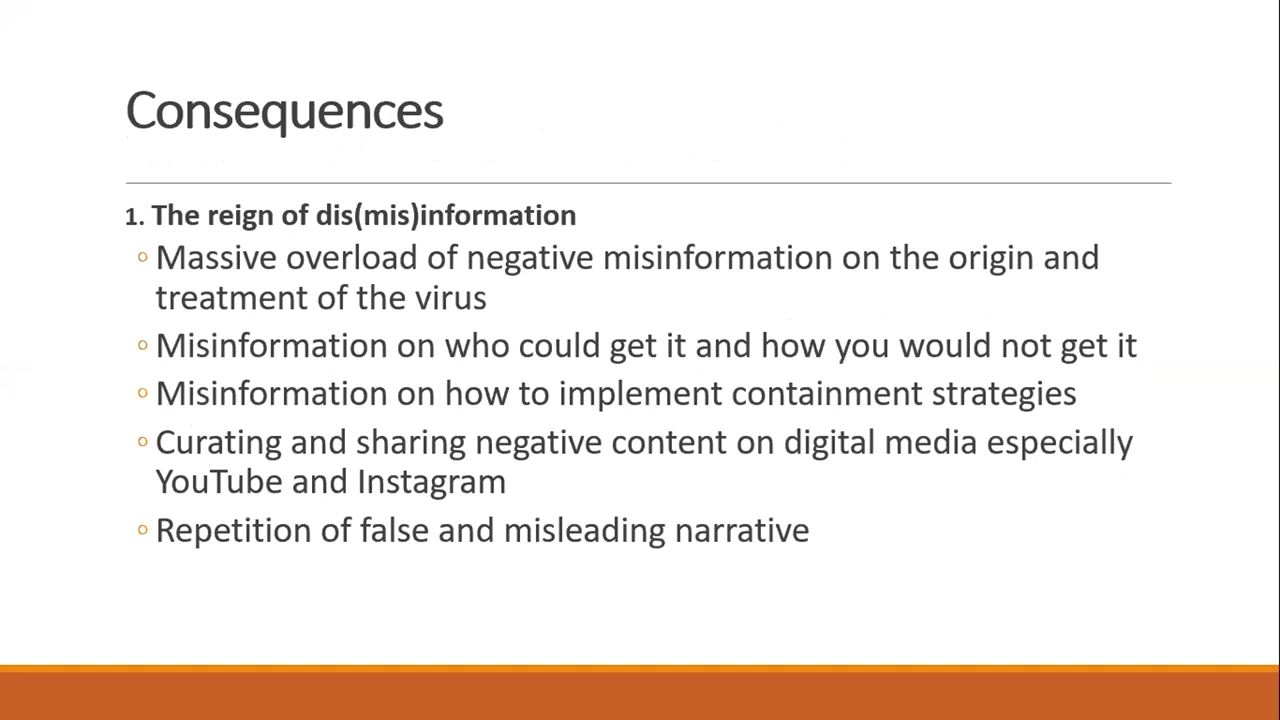 Consequences
1. The reign of dis(mis)information
◦ Massive overload of negative misinformation on the origin and
treatment of the virus
◦ Misinformation on who could get it and how you would not get it
◦ Misinformation on how to implement containment strategies
◦ Curating and sharing negative content on digital media especially
YouTube and Instagram
◦ Repetition of false and misleading narrative